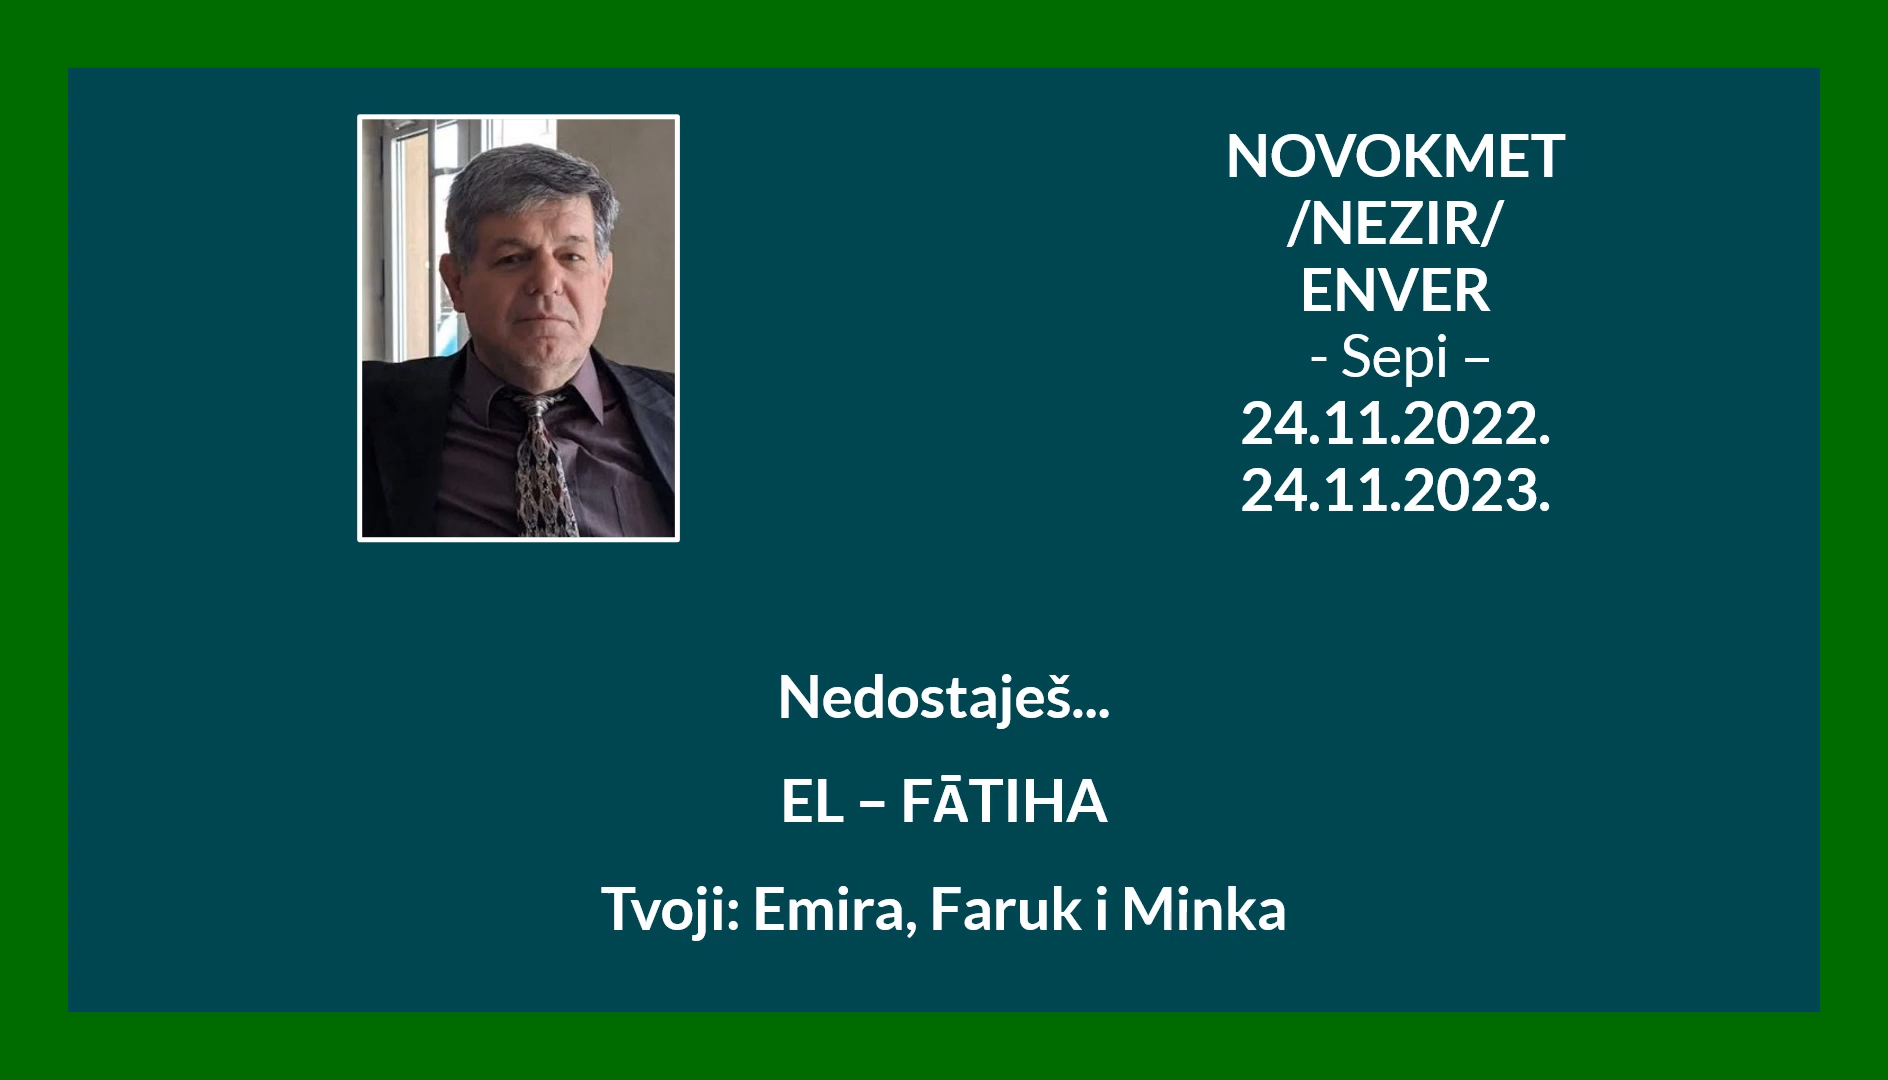 NOVOKMET
/NEZIR/
ENVER
- Sepi –
24.11.2022.
24.11.2023.
Nedostaješ...
EL – FĀTIHA
Tvoji: Emira, Faruk i Minka